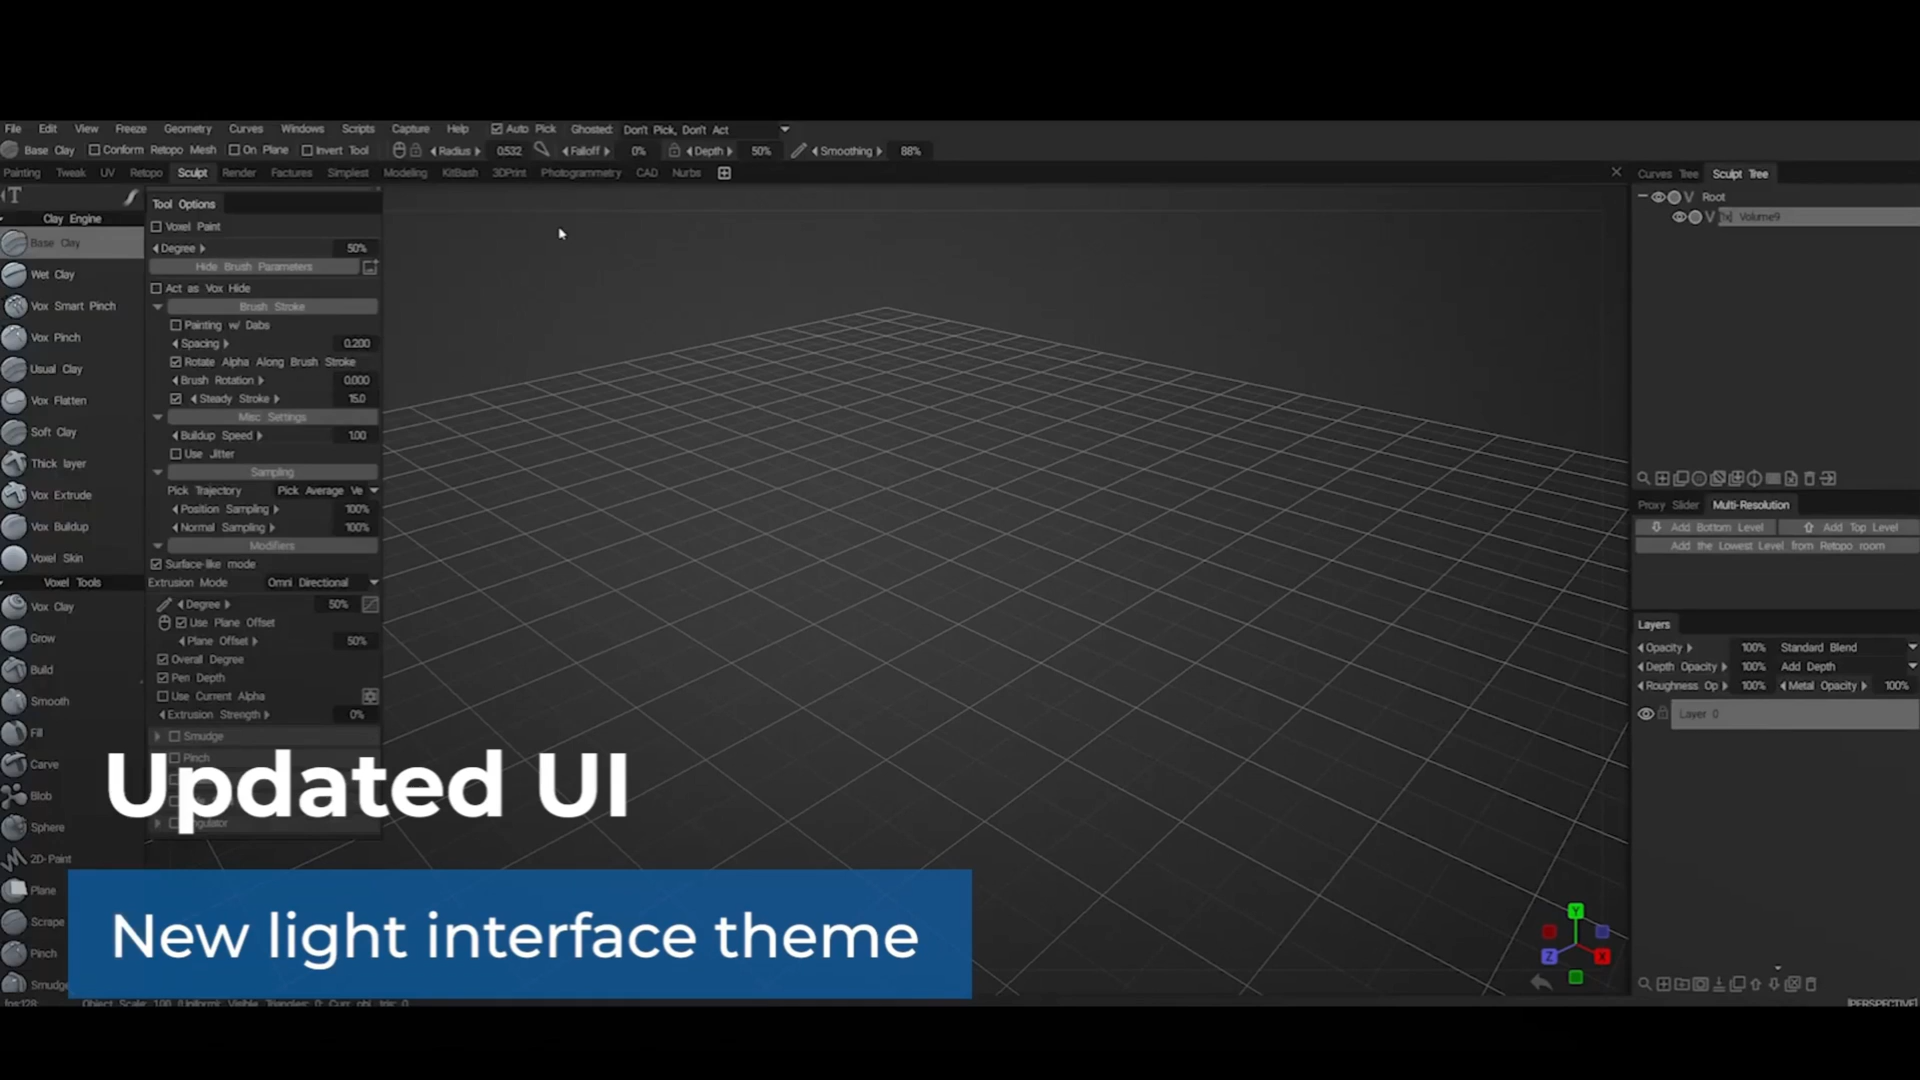 File Edit View Freeze Geometry Curves Windows Scripts Capture Help Auto Pick Ghosted: Don't Pick, Don't Act
Base Clay Conform Retopo Mesh On Plane Invert Tool Radius 0.532 Falloff 0% Depth 50% Smoothing 88%
Painting Tweak UV Retopo Sculpt Render Factures Simplest Modeling KitBash 3DPrint Photogrammetry CAD Nurbs
Clay Engine
Base Clay
Wet Clay
Vox Smart Pinch
Vox Pinch
Usual Clay
Vox Flatten
Soft Clay
Thick layer
Vox Extrude
Vox Buildup
Voxel Skin
Voxel Tools
Vox Clay
Grow
Build
Smooth
Fill
Carve
Blob
Sphere
2D-Paint
Plane
Scrape
Pinch
Smudge
Tool Options
Voxel Paint
Degree 50%
Hide Brush Parameters
Act as Vox Hide
Brush Stroke
Painting w/ Dabs
Spacing 0.200
Rotate Alpha Along Brush Stroke
Brush Rotation 0.000
Steady Stroke 15.0
Misc Settings
Buildup Speed 1.00
Use Jitter
Sampling
Pick Trajectory Pick Average Ve
Position Sampling 100%
Normal Sampling 100%
Modifiers
Surface-like mode
Extrusion Mode Omni Directional
Degree 50%
Use Plane Offset
Plane Offset 50%
Overall Degree
Pen Depth
Use Current Alpha
Extrusion Strength 0%
Smudge
Pinch
Updated UI
New light interface theme
Curves Tree Sculpt Tree
V Root
V Volume9
Proxy Slider Multi-Resolution
Add Bottom Level Add Top Level
Add the Lowest Level from Retopo room
Layers
Opacity 100% Standard Blend
Depth Opacity 100% Add Depth
Roughness Op 100% Metal Opacity 100%
Layer 0
Y
Z X
[PERSPECTIVE]